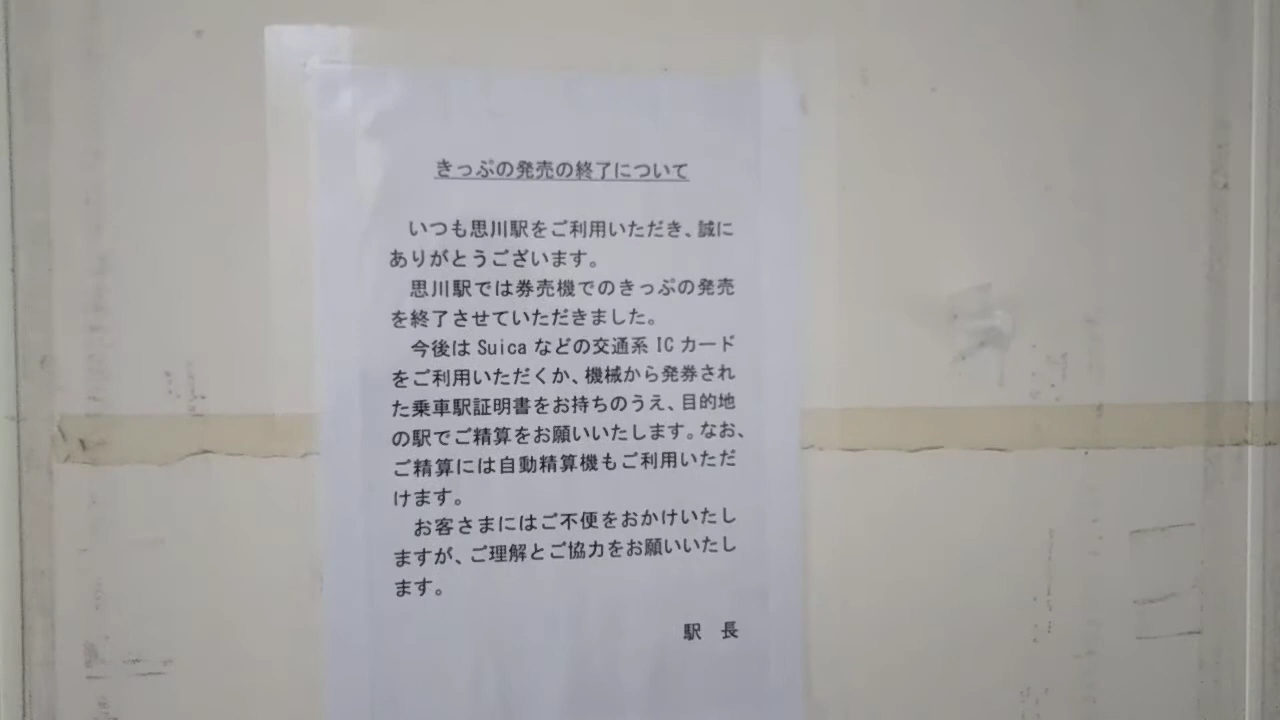 きっぷの発売の終了について
いつも思川駅をご利用いただき、誠に
ありがとうございます。
思川駅では券売機でのきっぷの発売
を終了させていただきました。
今後は Suica などの交通系 IC カード
をご利用いただくか、機械から発券され
た乗車駅証明書をお持ちのうえ、目的地
の駅でご精算をお願いいたします。なお、
ご精算には自動精算機もご利用いただ
けます。
お客さまにはご不便をおかけいたし
ますが、ご理解とご協力をお願いいたし
ます。
駅　長